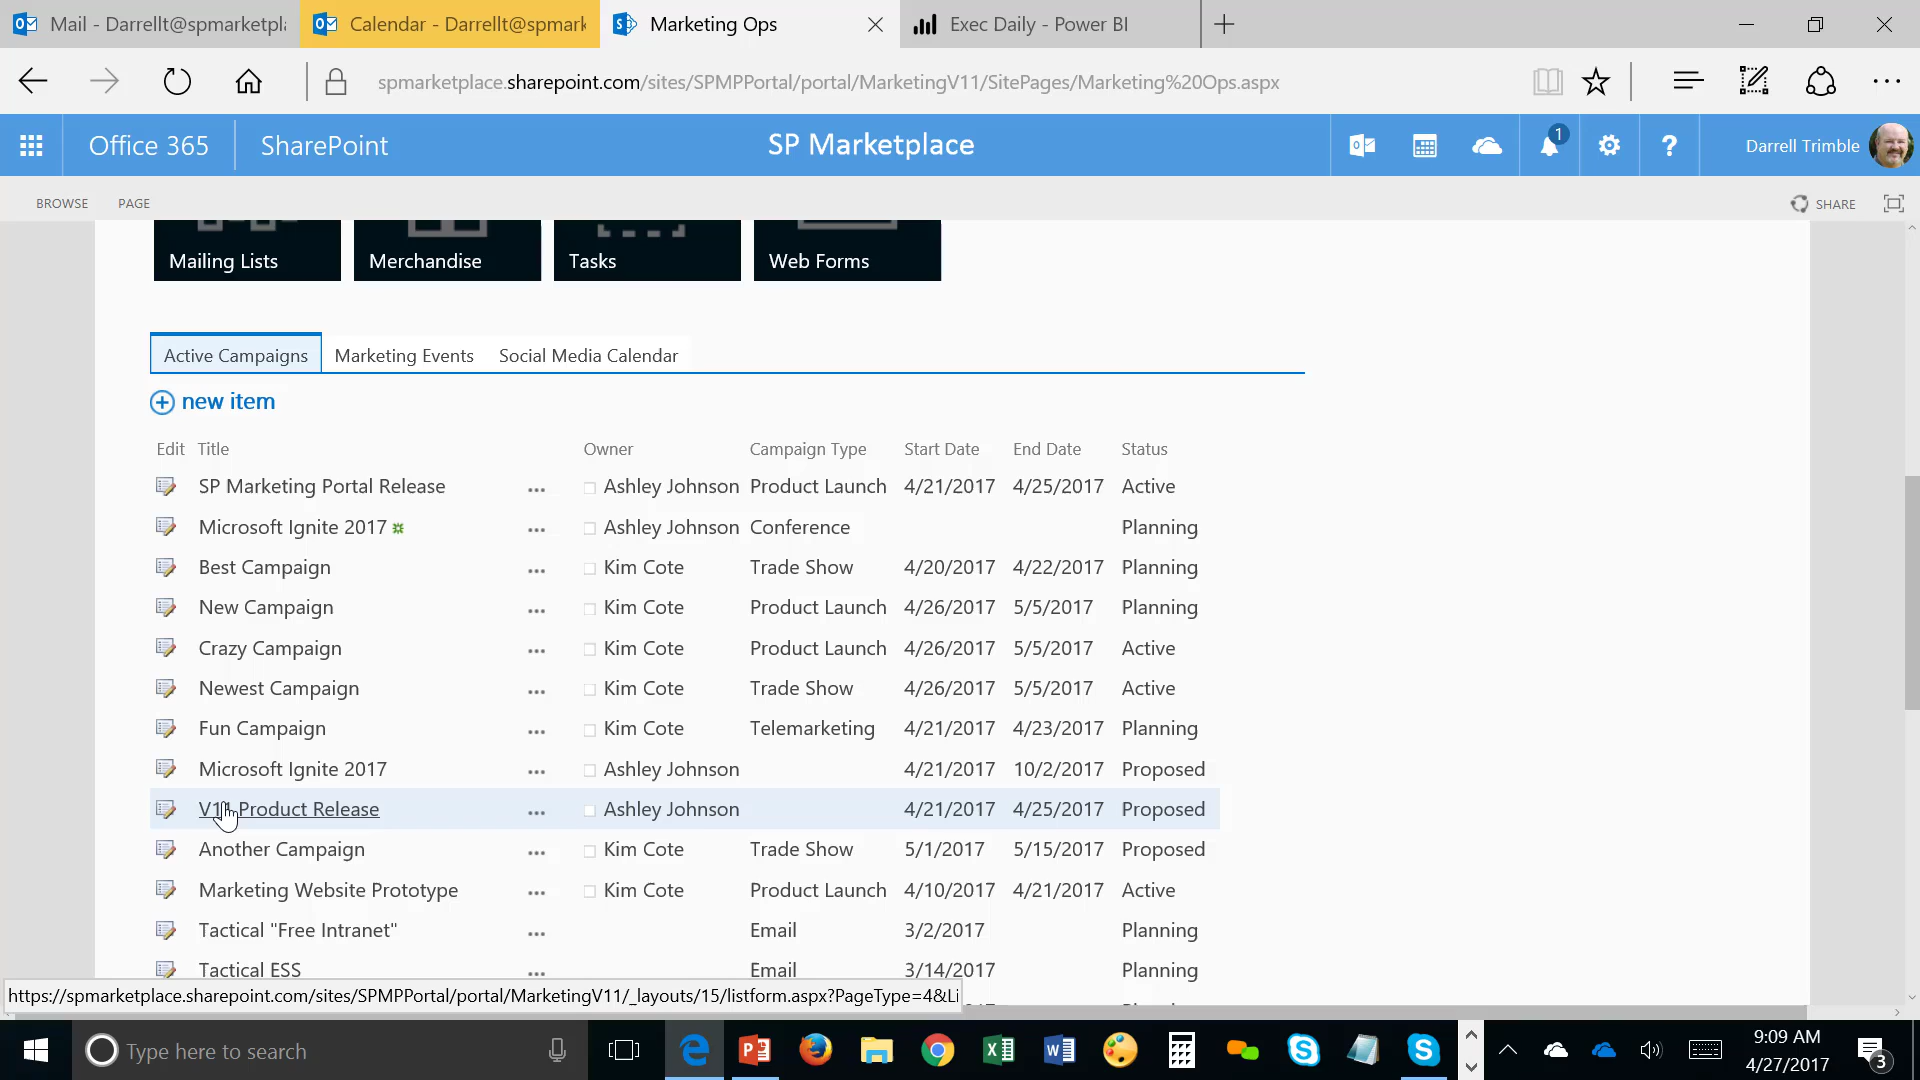 Mail - Darrellt@spmarketpla
Calendar - Darrellt@spmark
Marketing Ops
Exec Daily - Power BI
spmarketplace.sharepoint.com/sites/SPMPPortal/portal/MarketingV11/SitePages/Marketing%20Ops.aspx
Office 365
SharePoint
SP Marketplace
1
?
Darrell Trimble
BROWSE
PAGE
SHARE
Mailing Lists
Merchandise
Tasks
Web Forms
Active Campaigns
Marketing Events
Social Media Calendar
new item
Edit Title Owner Campaign Type Start Date End Date Status
SP Marketing Portal Release ... Ashley Johnson Product Launch 4/21/2017 4/25/2017 Active
Microsoft Ignite 2017 ... Ashley Johnson Conference Planning
Best Campaign ... Kim Cote Trade Show 4/20/2017 4/22/2017 Planning
New Campaign ... Kim Cote Product Launch 4/26/2017 5/5/2017 Planning
Crazy Campaign ... Kim Cote Product Launch 4/26/2017 5/5/2017 Active
Newest Campaign ... Kim Cote Trade Show 4/26/2017 5/5/2017 Active
Fun Campaign ... Kim Cote Telemarketing 4/21/2017 4/23/2017 Planning
Microsoft Ignite 2017 ... Ashley Johnson 4/21/2017 10/2/2017 Proposed
V11 Product Release ... Ashley Johnson 4/21/2017 4/25/2017 Proposed
Another Campaign ... Kim Cote Trade Show 5/1/2017 5/15/2017 Proposed
Marketing Website Prototype ... Kim Cote Product Launch 4/10/2017 4/21/2017 Active
Tactical "Free Intranet" ... Email 3/2/2017 Planning
Tactical ESS ... Email 3/14/2017 Planning
https://spmarketplace.sharepoint.com/sites/SPMPPortal/portal/MarketingV11/_layouts/15/listform.aspx?PageType=4&Li
Type here to search
9:09 AM
4/27/2017
3